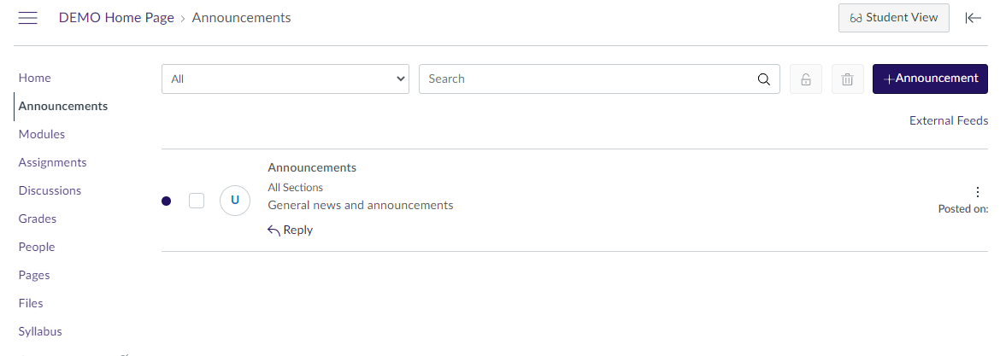 DEMO Home Page › Announcements
Student View
Home
Announcements
Modules
Assignments
Discussions
Grades
People
Pages
Files
Syllabus
All
Search
+Announcement
External Feeds
Announcements
All Sections
U
General news and announcements
Posted on:
Reply